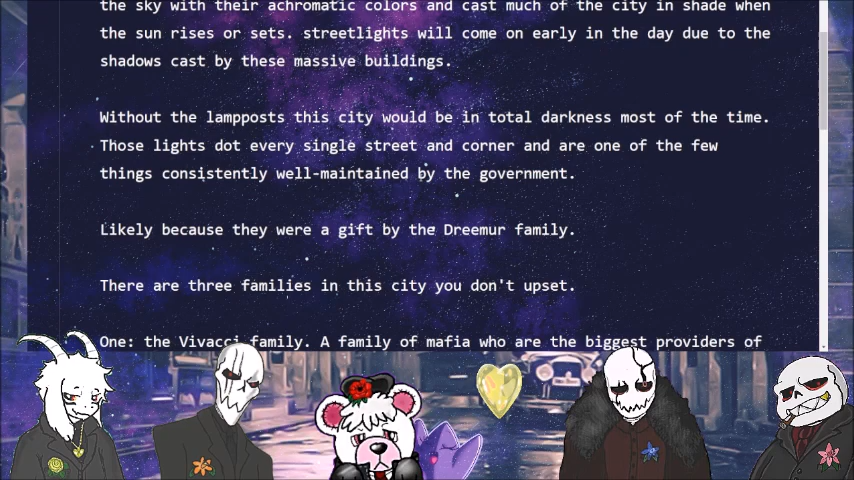 the sky with their achromatic colors and cast much of the city in shade when
the sun rises or sets. streetlights will come on early in the day due to the
shadows cast by these massive buildings.
Without the lampposts this city would be in total darkness most of the time.
Those lights dot every single street and corner and are one of the few
things consistently well-maintained by the government.
Likely because they were a gift by the Dreemur family.
There are three families in this city you don't upset.
One: the Vivacci family. A family of mafia who are the biggest providers of